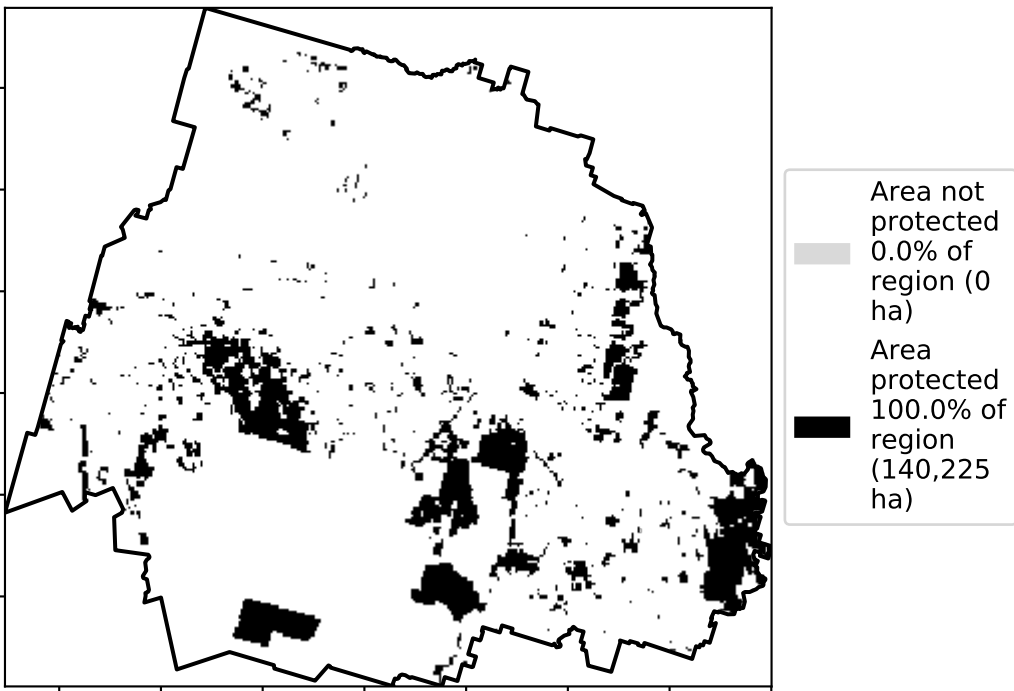 Area not
protected
0.0% of
region (0
ha)
Area
protected
100.0% of
region
(140,225
ha)